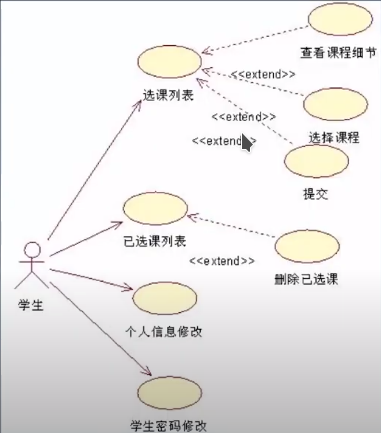 查看课程细节
<<extend>>
选课列表
选择课程
<<extend>>
<<extend>>
提交
已选课列表
<<extend>>
删除已选课
学生
个人信息修改
学生密码修改